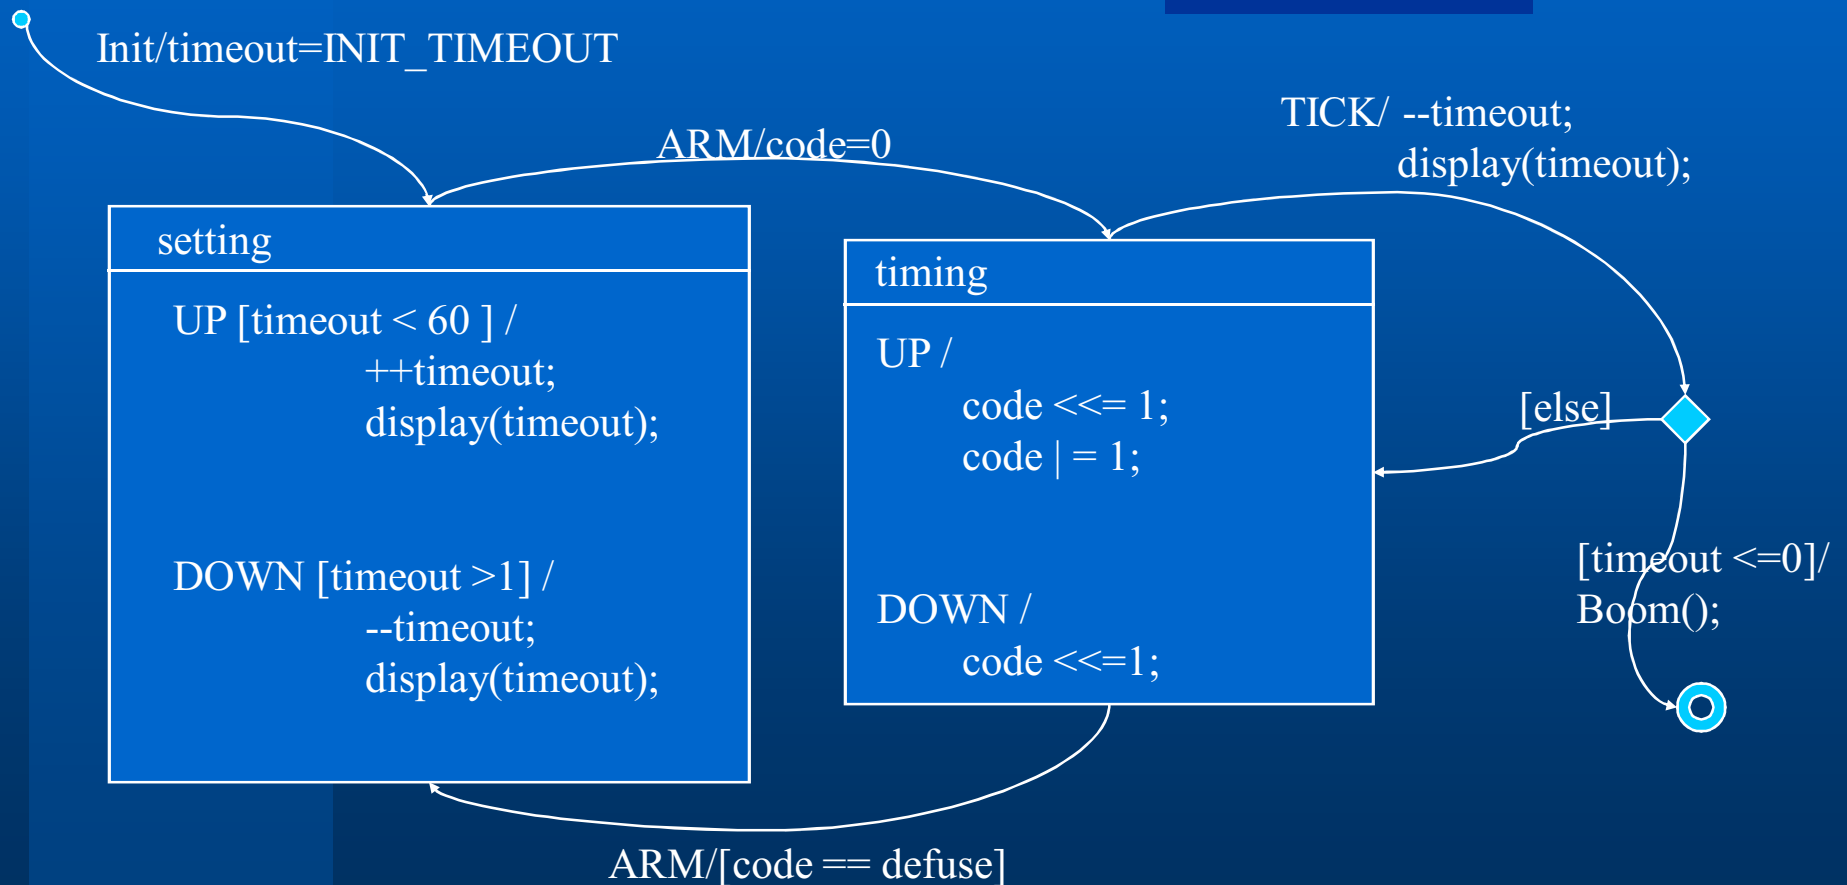 Init/timeout=INIT_TIMEOUT
ARM/code=0
TICK/ --timeout;
display(timeout);
setting
UP [timeout < 60 ] /
++timeout;
display(timeout);
DOWN [timeout >1] /
--timeout;
display(timeout);
timing
UP /
code <<= 1;
code | = 1;
DOWN /
code <<=1;
[else]
[timeout <=0]/
Boom();
ARM/[code == defuse]